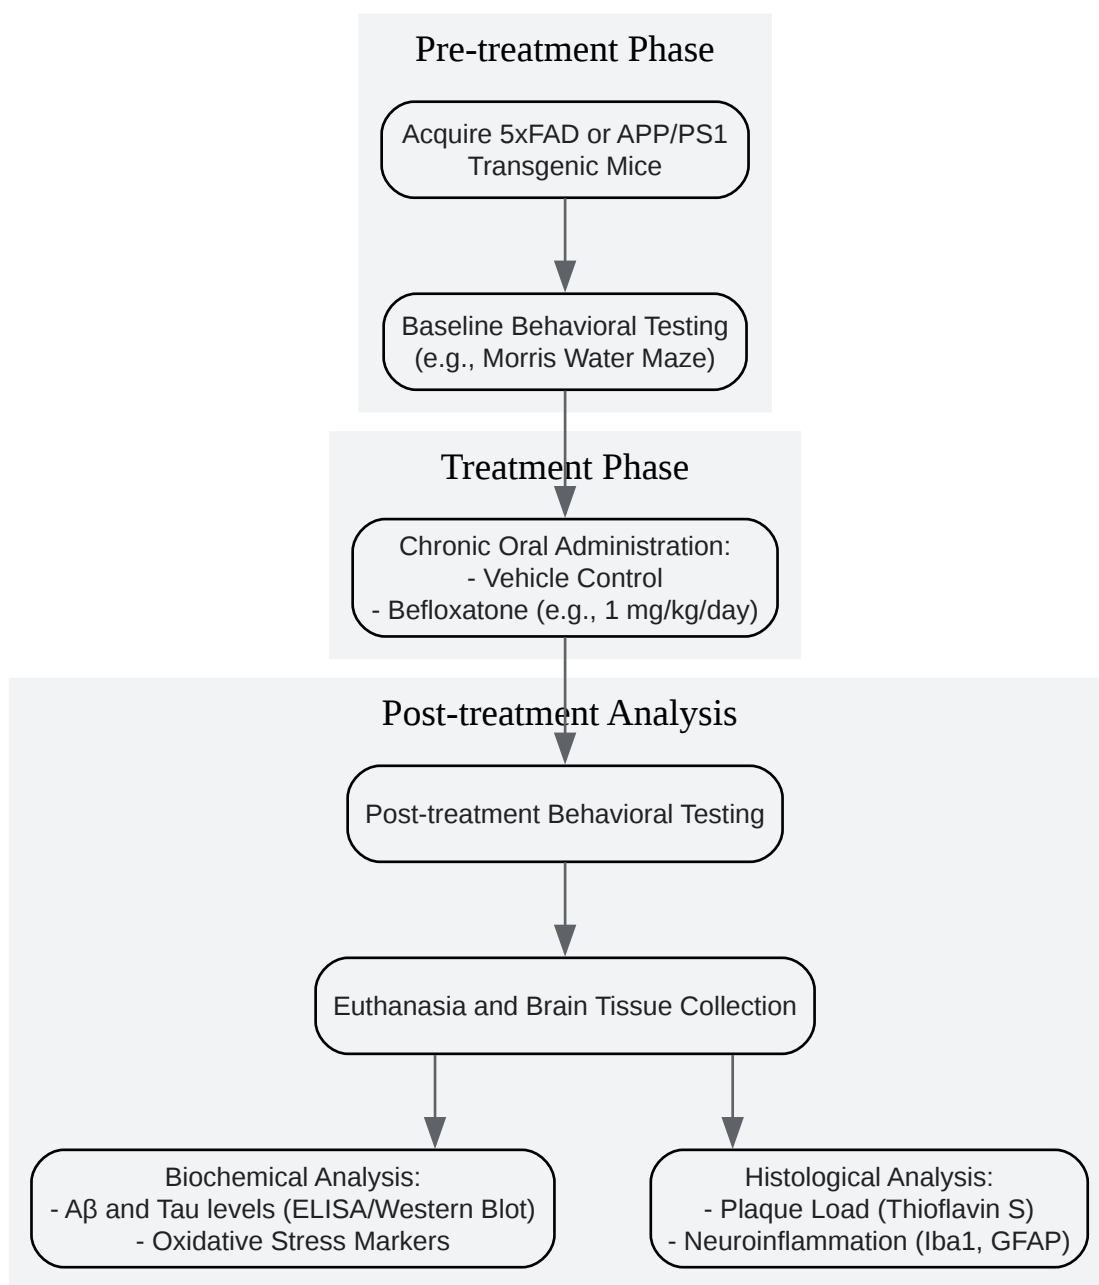 Pre-treatment Phase
Acquire 5xFAD or APP/PS1
Transgenic Mice
Baseline Behavioral Testing
(e.g., Morris Water Maze)
Treatment Phase
Chronic Oral Administration:
- Vehicle Control
- Befloxatone (e.g., 1 mg/kg/day)
Post-treatment Analysis
Post-treatment Behavioral Testing
Euthanasia and Brain Tissue Collection
Biochemical Analysis:
- Aβ and Tau levels (ELISA/Western Blot)
- Oxidative Stress Markers
Histological Analysis:
- Plaque Load (Thioflavin S)
- Neuroinflammation (Iba1, GFAP)